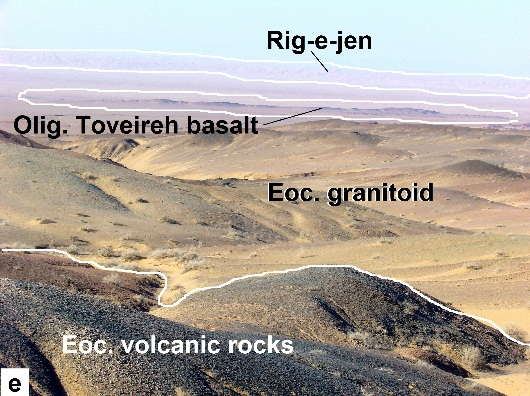 Rig-e-jen
Olig. Toveireh basalt
Eoc. granitoid
Eoc. volcanic rocks
e